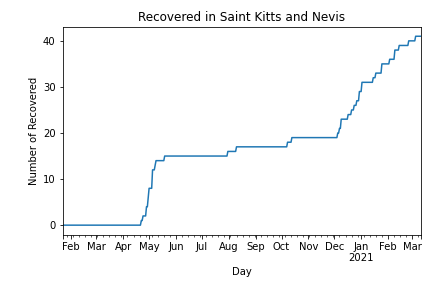 Recovered in Saint Kitts and Nevis
40
30
20
10
0
Number of Recovered
Feb Mar Apr May Jun Jul Aug Sep Oct Nov Dec Jan Feb Mar
2021
Day